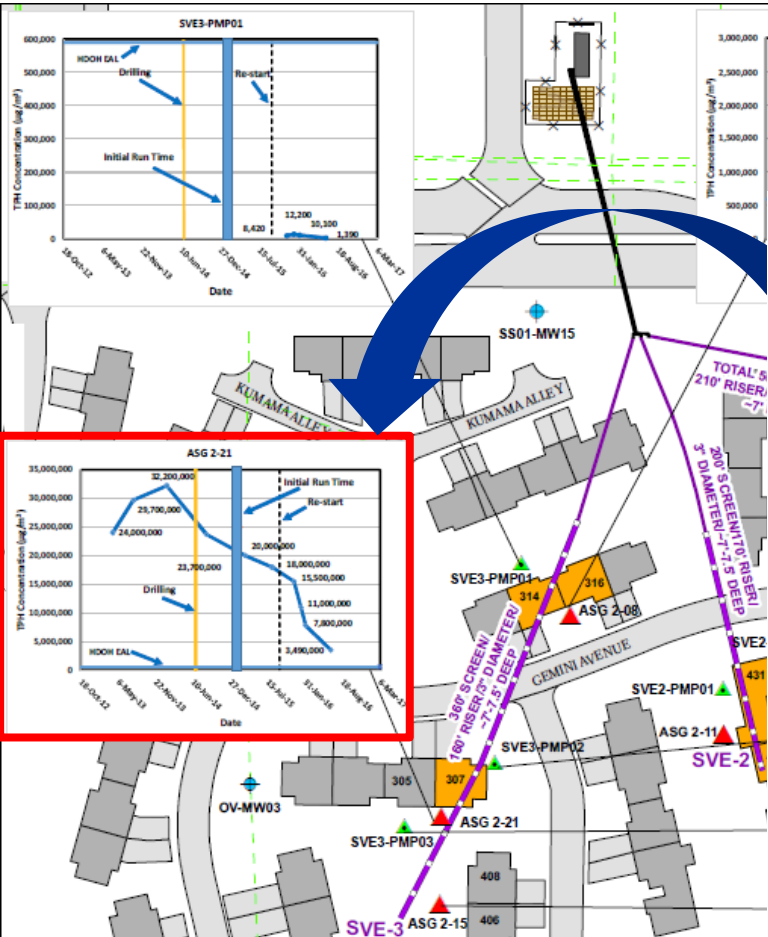 SVE3-PMP01
600,000
500,000
400,000
300,000
200,000
100,000
0
TPH Concentration (µg/m³)
HDOH EAL
Drilling
Re-start
Initial Run Time
8,420
12,200
10,100
1,390
18-Oct-12
6-May-13
22-Nov-13
10-Jun-14
27-Dec-14
15-Jul-15
31-Jan-16
18-Aug-16
6-Mar-17
Date
3,000,000
2,500,000
2,000,000
1,500,000
1,000,000
500,000
0
TPH Concentration (µg/m³)
SS01-MW15
KUMAMA ALLEY
KUMAMA ALLEY
210' RISER/
200' SCREEN/170' RISER/
3" DIAMETER/~7'-7.5' DEEP
ASG 2-21
35,000,000
30,000,000
25,000,000
20,000,000
15,000,000
10,000,000
5,000,000
0
TPH Concentration (µg/m³)
32,200,000
29,700,000
24,000,000
23,700,000
20,000,000
18,000,000
15,500,000
11,000,000
7,800,000
3,490,000
Initial Run Time
Re-start
Drilling
HDOH EAL
18-Oct-12
6-May-13
22-Nov-13
10-Jun-14
27-Dec-14
15-Jul-15
31-Jan-16
18-Aug-16
6-Mar-17
Date
SVE3-PMP01
314
316
ASG 2-08
360' SCREEN/
160' RISER/3" DIAMETER/
~7'-7.5' DEEP
GEMINI AVENUE
SVE2-
431
SVE2-PMP01
ASG 2-11
SVE-2
SVE3-PMP02
305
307
OV-MW03
ASG 2-21
SVE3-PMP03
408
406
ASG 2-15
SVE-3